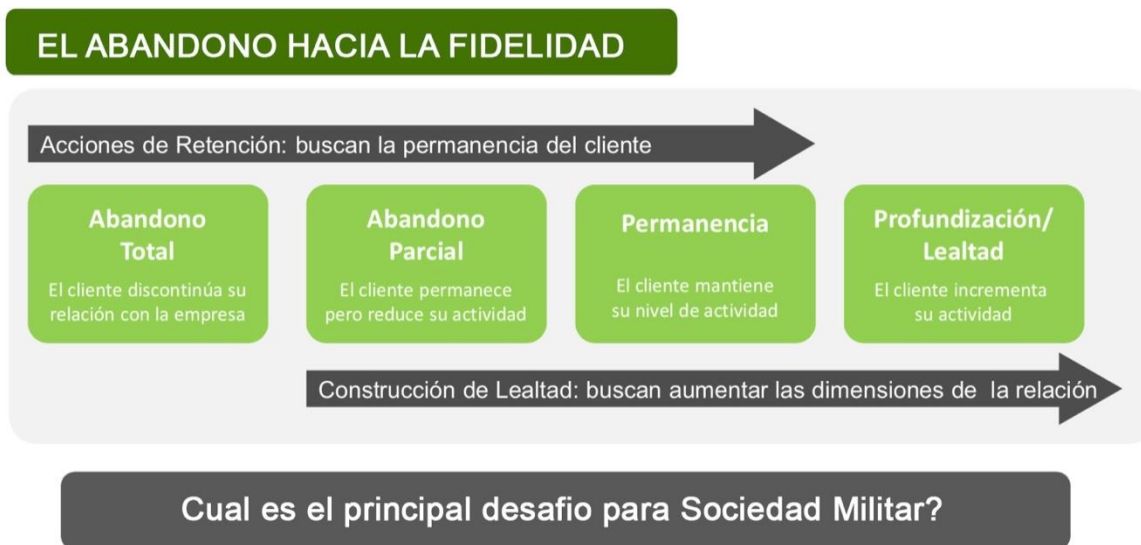 EL ABANDONO HACIA LA FIDELIDAD
Acciones de Retención: buscan la permanencia del cliente
Abandono
Total
El cliente discontinúa su
relación con la empresa
Abandono
Parcial
El cliente permanece
pero reduce su actividad
Permanencia
El cliente mantiene
su nivel de actividad
Profundización/
Lealtad
El cliente incrementa
su actividad
Construcción de Lealtad: buscan aumentar las dimensiones de la relación
Cual es el principal desafio para Sociedad Militar?